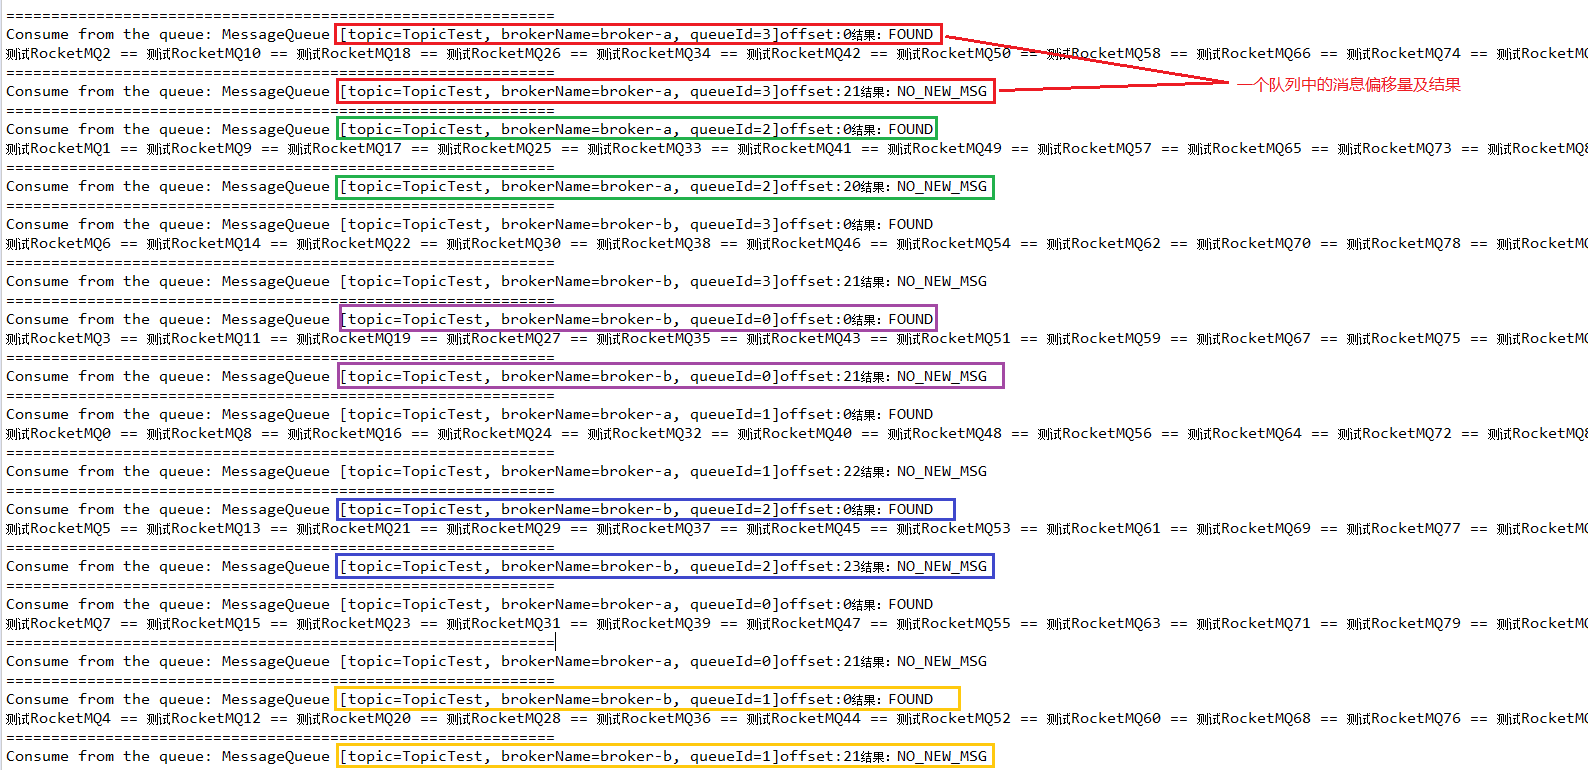 ==============================================================
Consume from the queue: MessageQueue [topic=TopicTest, brokerName=broker-a, queueId=3]offset:0结果：FOUND
测试RocketMQ2 == 测试RocketMQ10 == 测试RocketMQ18 == 测试RocketMQ26 == 测试RocketMQ34 == 测试RocketMQ42 == 测试RocketMQ50 == 测试RocketMQ58 == 测试RocketMQ66 == 测试RocketMQ74 == 测试RocketMQ
==============================================================
Consume from the queue: MessageQueue [topic=TopicTest, brokerName=broker-a, queueId=3]offset:21结果：NO_NEW_MSG
一个队列中的消息偏移量及结果
==============================================================
Consume from the queue: MessageQueue [topic=TopicTest, brokerName=broker-a, queueId=2]offset:0结果：FOUND
测试RocketMQ1 == 测试RocketMQ9 == 测试RocketMQ17 == 测试RocketMQ25 == 测试RocketMQ33 == 测试RocketMQ41 == 测试RocketMQ49 == 测试RocketMQ57 == 测试RocketMQ65 == 测试RocketMQ73 == 测试RocketMQ8
==============================================================
Consume from the queue: MessageQueue [topic=TopicTest, brokerName=broker-a, queueId=2]offset:20结果：NO_NEW_MSG
==============================================================
Consume from the queue: MessageQueue [topic=TopicTest, brokerName=broker-b, queueId=3]offset:0结果：FOUND
测试RocketMQ6 == 测试RocketMQ14 == 测试RocketMQ22 == 测试RocketMQ30 == 测试RocketMQ38 == 测试RocketMQ46 == 测试RocketMQ54 == 测试RocketMQ62 == 测试RocketMQ70 == 测试RocketMQ78 == 测试RocketMQ
==============================================================
Consume from the queue: MessageQueue [topic=TopicTest, brokerName=broker-b, queueId=3]offset:21结果：NO_NEW_MSG
==============================================================
Consume from the queue: MessageQueue [topic=TopicTest, brokerName=broker-b, queueId=0]offset:0结果：FOUND
测试RocketMQ3 == 测试RocketMQ11 == 测试RocketMQ19 == 测试RocketMQ27 == 测试RocketMQ35 == 测试RocketMQ43 == 测试RocketMQ51 == 测试RocketMQ59 == 测试RocketMQ67 == 测试RocketMQ75 == 测试RocketMQ
==============================================================
Consume from the queue: MessageQueue [topic=TopicTest, brokerName=broker-b, queueId=0]offset:21结果：NO_NEW_MSG
==============================================================
Consume from the queue: MessageQueue [topic=TopicTest, brokerName=broker-a, queueId=1]offset:0结果：FOUND
测试RocketMQ0 == 测试RocketMQ8 == 测试RocketMQ16 == 测试RocketMQ24 == 测试RocketMQ32 == 测试RocketMQ40 == 测试RocketMQ48 == 测试RocketMQ56 == 测试RocketMQ64 == 测试RocketMQ72 == 测试RocketMQ8
==============================================================
Consume from the queue: MessageQueue [topic=TopicTest, brokerName=broker-a, queueId=1]offset:22结果：NO_NEW_MSG
==============================================================
Consume from the queue: MessageQueue [topic=TopicTest, brokerName=broker-b, queueId=2]offset:0结果：FOUND
测试RocketMQ5 == 测试RocketMQ13 == 测试RocketMQ21 == 测试RocketMQ29 == 测试RocketMQ37 == 测试RocketMQ45 == 测试RocketMQ53 == 测试RocketMQ61 == 测试RocketMQ69 == 测试RocketMQ77 == 测试RocketMQ
==============================================================
Consume from the queue: MessageQueue [topic=TopicTest, brokerName=broker-b, queueId=2]offset:23结果：NO_NEW_MSG
==============================================================
Consume from the queue: MessageQueue [topic=TopicTest, brokerName=broker-a, queueId=0]offset:0结果：FOUND
测试RocketMQ7 == 测试RocketMQ15 == 测试RocketMQ23 == 测试RocketMQ31 == 测试RocketMQ39 == 测试RocketMQ47 == 测试RocketMQ55 == 测试RocketMQ63 == 测试RocketMQ71 == 测试RocketMQ79 == 测试RocketMQ
==============================================================
Consume from the queue: MessageQueue [topic=TopicTest, brokerName=broker-a, queueId=0]offset:21结果：NO_NEW_MSG
==============================================================
Consume from the queue: MessageQueue [topic=TopicTest, brokerName=broker-b, queueId=1]offset:0结果：FOUND
测试RocketMQ4 == 测试RocketMQ12 == 测试RocketMQ20 == 测试RocketMQ28 == 测试RocketMQ36 == 测试RocketMQ44 == 测试RocketMQ52 == 测试RocketMQ60 == 测试RocketMQ68 == 测试RocketMQ76 == 测试RocketMQ
==============================================================
Consume from the queue: MessageQueue [topic=TopicTest, brokerName=broker-b, queueId=1]offset:21结果：NO_NEW_MSG